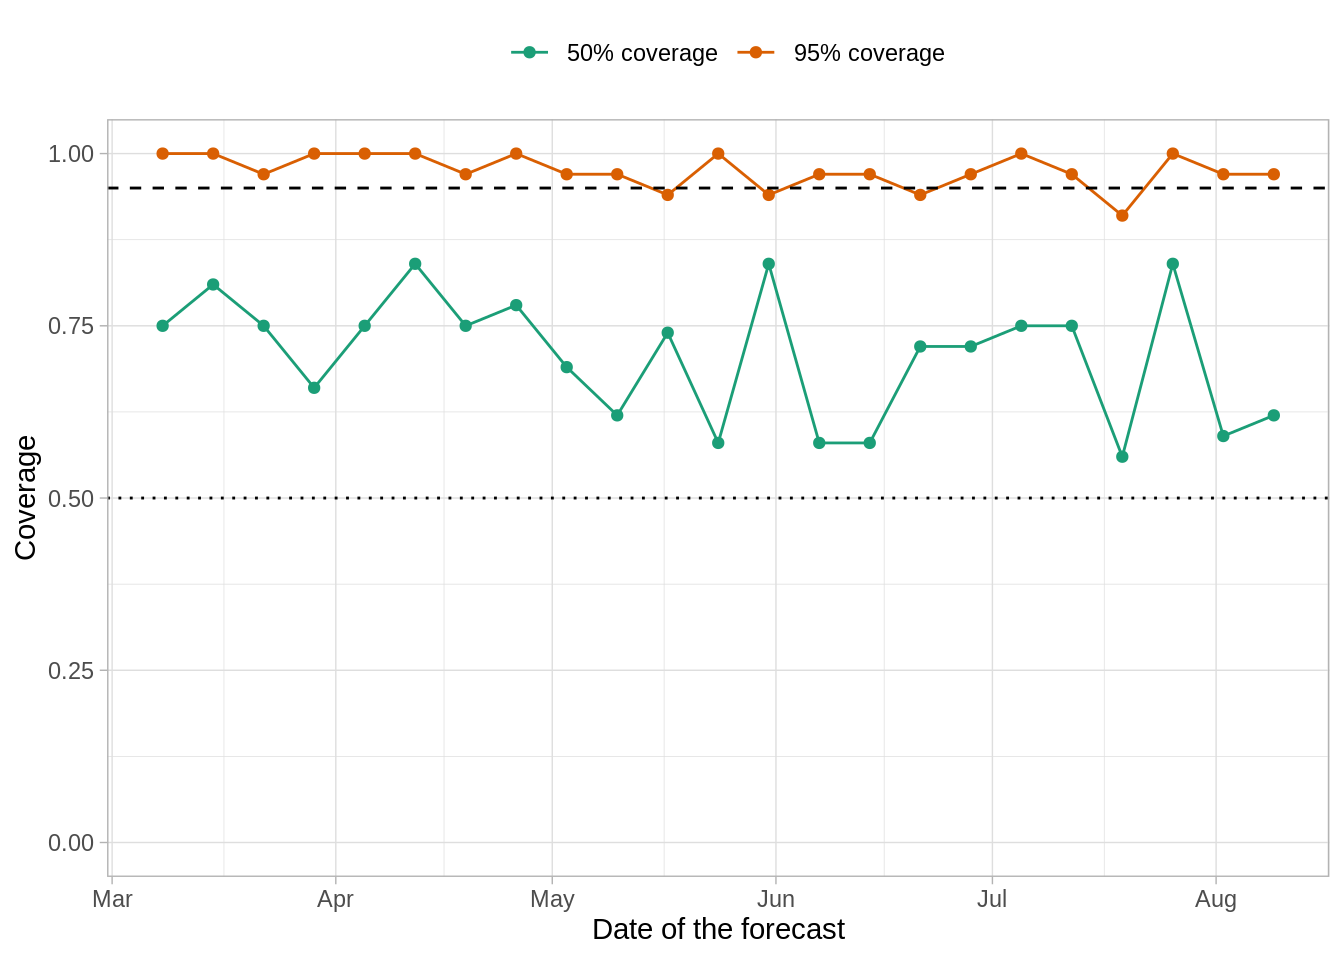 50% coverage 95% coverage
1.00
0.75
0.50
0.25
0.00
Coverage
Mar Apr May Jun Jul Aug
Date of the forecast